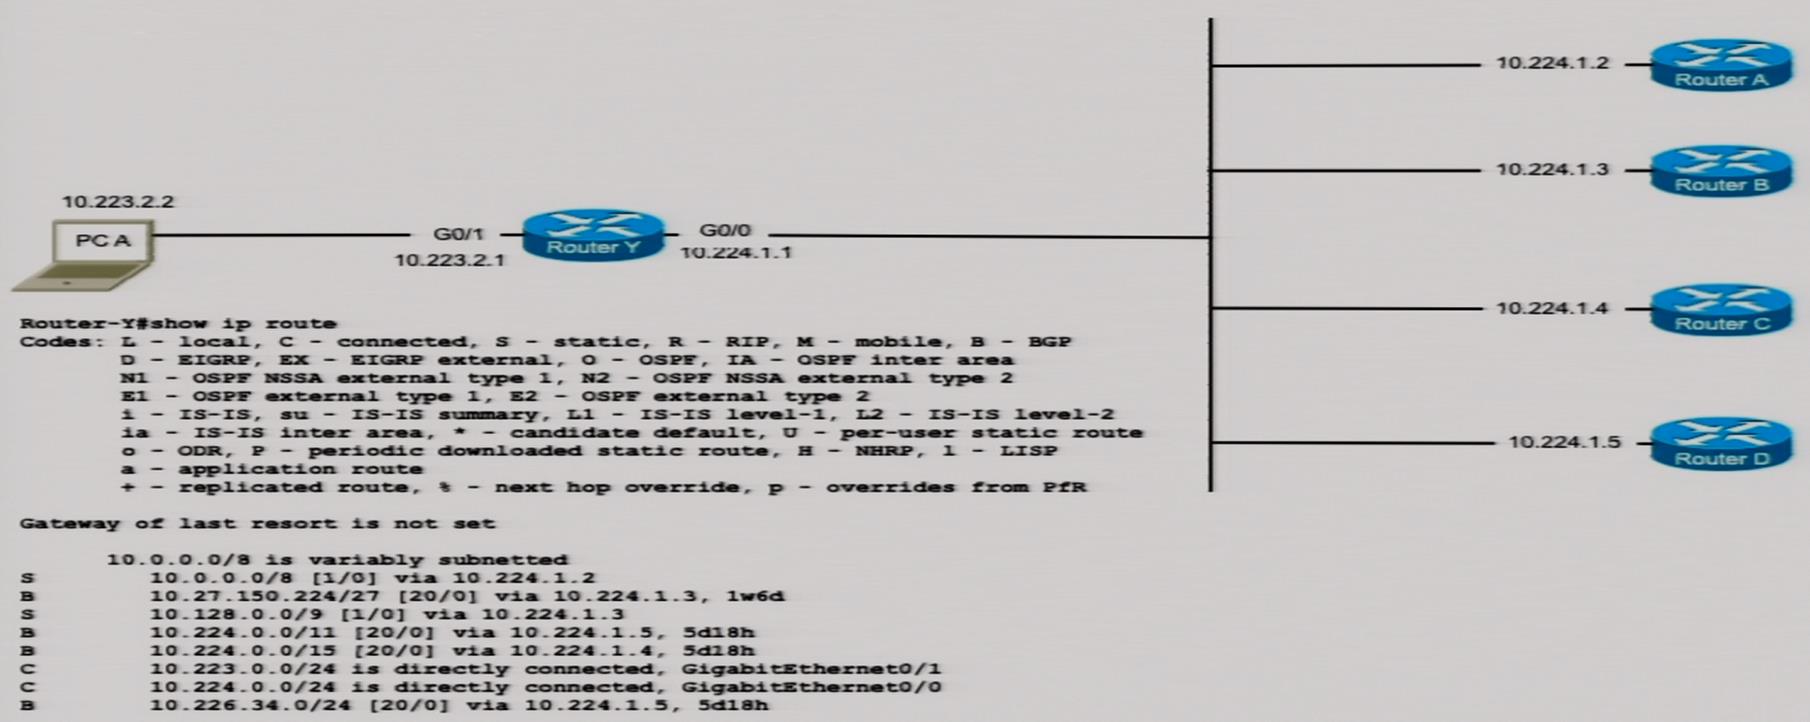 10.224.1.2
Router A
10.224.1.3
Router B
10.223.2.2
PC A
G0/1
Router Y
G0/0
10.223.2.1
10.224.1.1
10.224.1.4
Router C
10.224.1.5
Router D
Router-Y#show ip route
Codes: L - local, C - connected, S - static, R - RIP, M - mobile, B - BGP
D - EIGRP, EX - EIGRP external, O - OSPF, IA - OSPF inter area
N1 - OSPF NSSA external type 1, N2 - OSPF NSSA external type 2
E1 - OSPF external type 1, E2 - OSPF external type 2
i - IS-IS, su - IS-IS summary, L1 - IS-IS level-1, L2 - IS-IS level-2
ia - IS-IS inter area, * - candidate default, U - per-user static route
o - ODR, P - periodic downloaded static route, H - NHRP, l - LISP
a - application route
+ - replicated route, % - next hop override, p - overrides from PfR
Gateway of last resort is not set
10.0.0.0/8 is variably subnetted
S 10.0.0.0/8 [1/0] via 10.224.1.2
B 10.27.150.224/27 [20/0] via 10.224.1.3, 1w6d
S 10.128.0.0/9 [1/0] via 10.224.1.3
B 10.224.0.0/11 [20/0] via 10.224.1.5, 5d18h
B 10.224.0.0/15 [20/0] via 10.224.1.4, 5d18h
C 10.223.0.0/24 is directly connected, GigabitEthernet0/1
C 10.224.0.0/24 is directly connected, GigabitEthernet0/0
B 10.226.34.0/24 [20/0] via 10.224.1.5, 5d18h